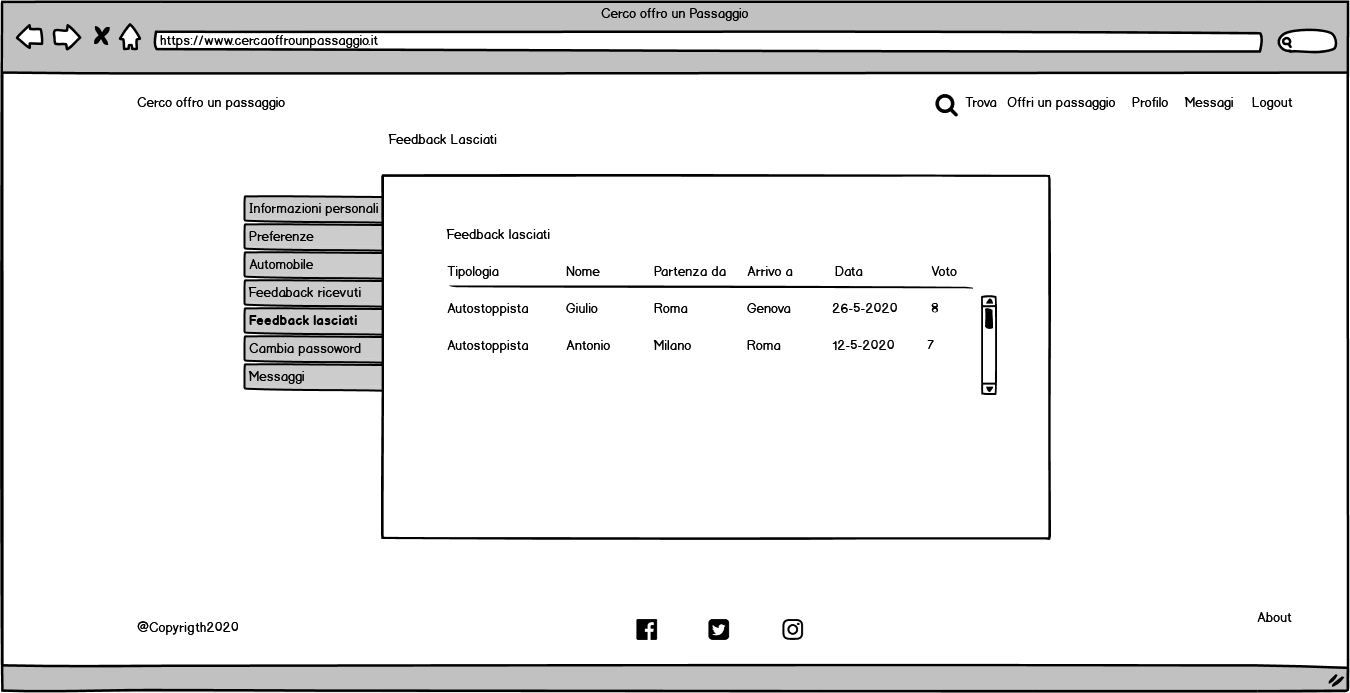 Cerco offro un Passaggio
https://www.cercaoffrounpassaggio.it
Cerco offro un passaggio
Trova Offri un passaggio Profilo Messagi Logout
Feedback Lasciati
Informazioni personali
Preferenze
Automobile
Feedaback ricevuti
Feedback lasciati
Cambia passoword
Messaggi
Feedback lasciati
Tipologia Nome Partenza da Arrivo a Data Voto
Autostoppista Giulio Roma Genova 26-5-2020 8
Autostoppista Antonio Milano Roma 12-5-2020 7
About
@Copyrigth2020